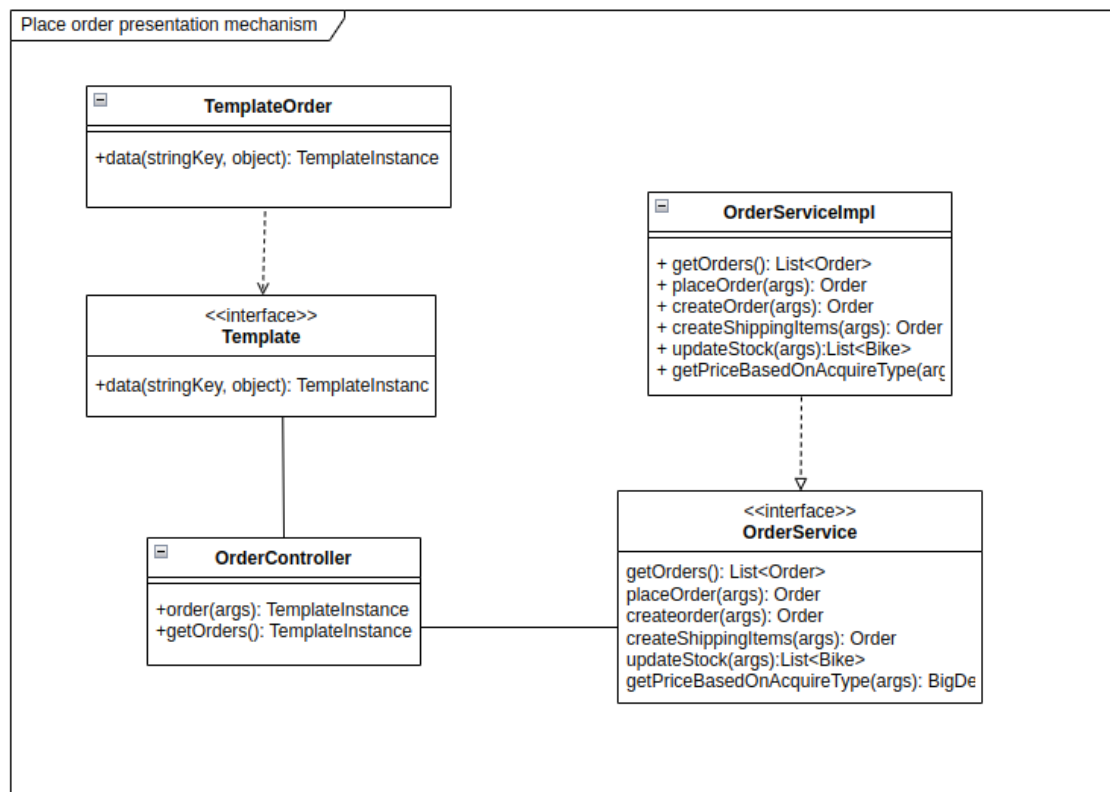 Place order presentation mechanism
TemplateOrder
+data(stringKey, object): TemplateInstance
<<interface>>
Template
+data(stringKey, object): TemplateInstanc
OrderController
+order(args): TemplateInstance
+getOrders(): TemplateInstance
OrderServiceImpl
+ getOrders(): List<Order>
+ placeOrder(args): Order
+ createOrder(args): Order
+ createShippingItems(args): Order
+ updateStock(args):List<Bike>
+ getPriceBasedOnAcquireType(arg
<<interface>>
OrderService
getOrders(): List<Order>
placeOrder(args): Order
createorder(args): Order
createShippingItems(args): Order
updateStock(args):List<Bike>
getPriceBasedOnAcquireType(args): BigDe